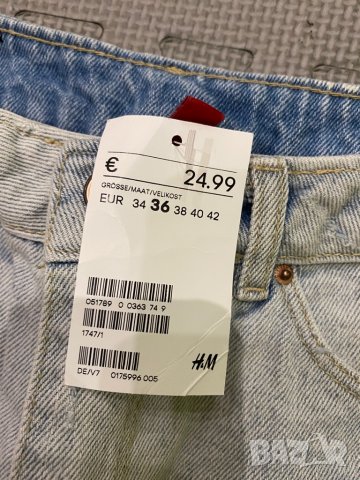 € 24.99
GRÖSSE/MAAT/VELIKOST
EUR 34 36 38 40 42
051789 0 0363 74 9
1747/1
H&M
DE/V7 0175996 005
BAZAR